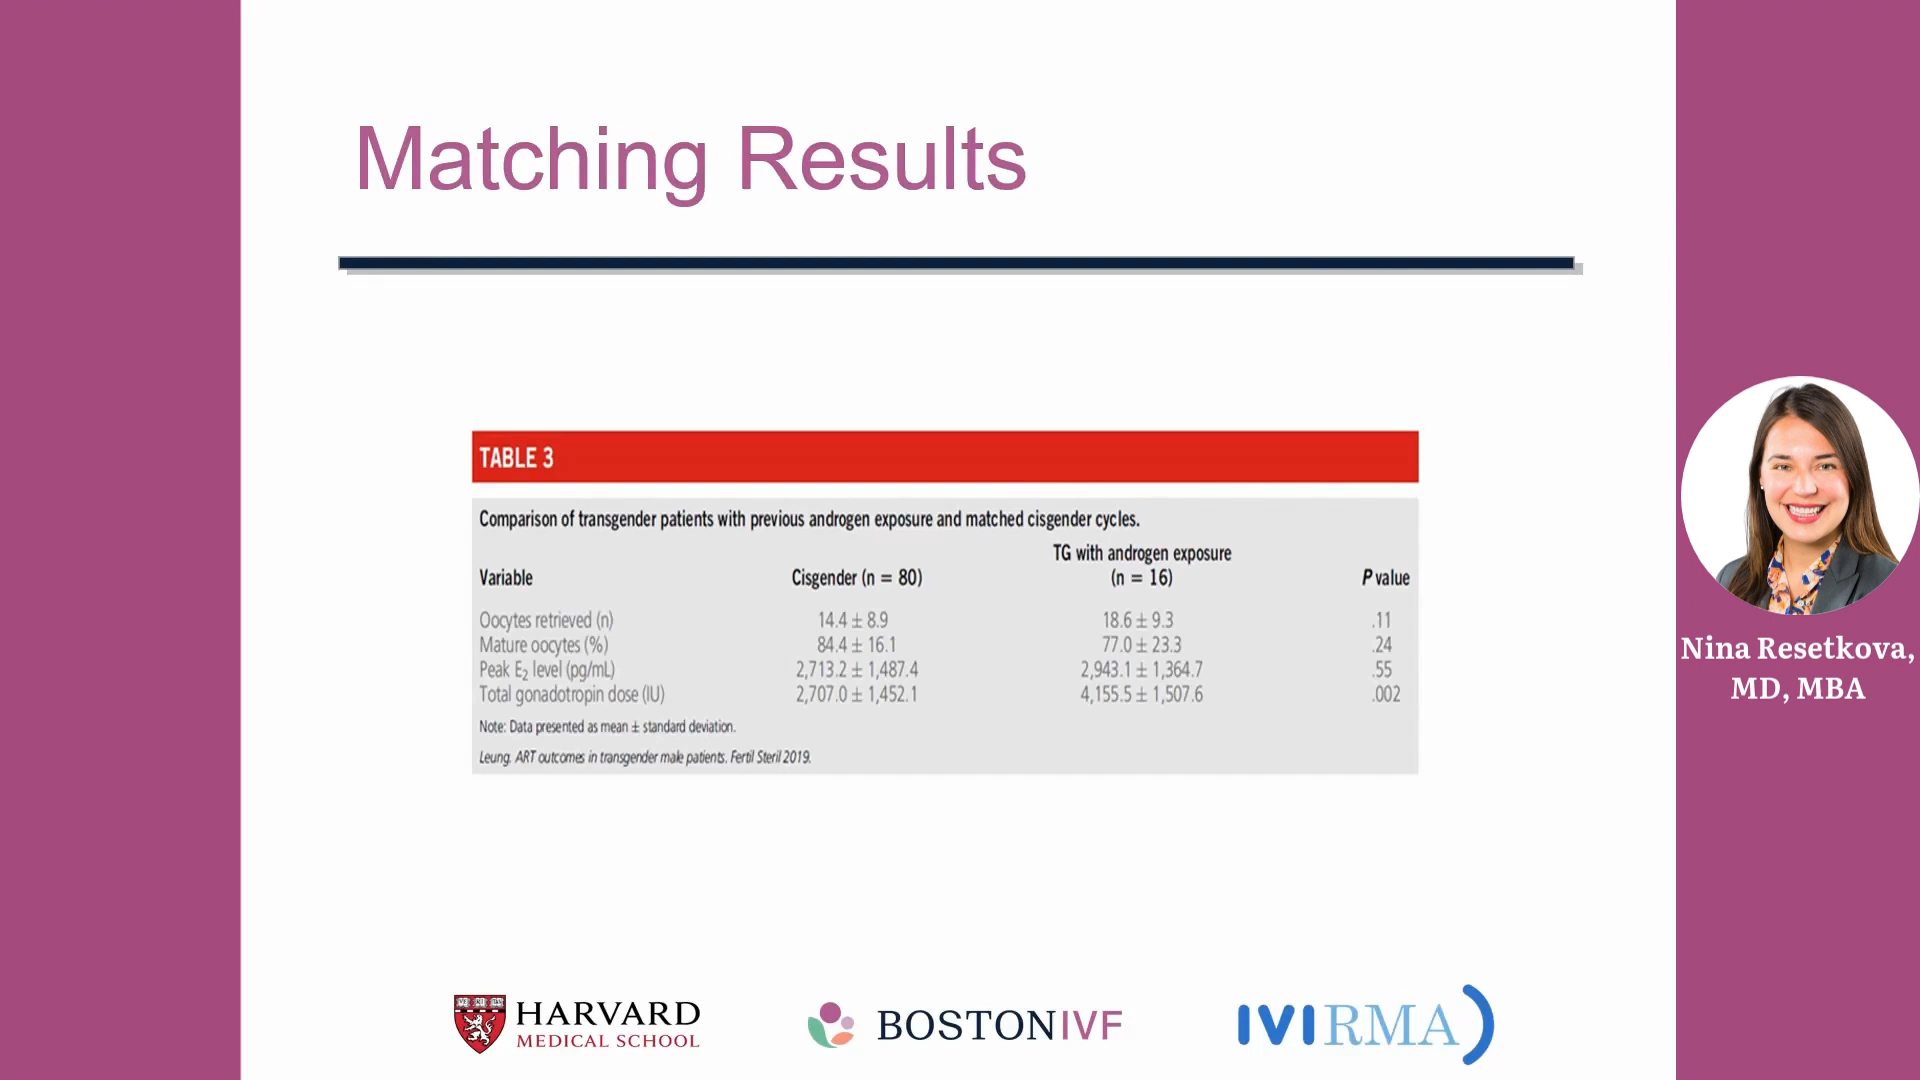 Matching Results
TABLE 3
Comparison of transgender patients with previous androgen exposure and matched cisgender cycles.
TG with androgen exposure
Variable Cisgender (n = 80) (n = 16) P value
Oocytes retrieved (n) 14.4 ± 8.9 18.6 ± 9.3 .11
Mature oocytes (%) 84.4 ± 16.1 77.0 ± 23.3 .24
Peak E2 level (pg/mL) 2,713.2 ± 1,487.4 2,943.1 ± 1,364.7 .55
Total gonadotropin dose (IU) 2,707.0 ± 1,452.1 4,155.5 ± 1,507.6 .002
Note: Data presented as mean ± standard deviation.
Leung. ART outcomes in transgender male patients. Fertil Steril 2019.
Nina Resetkova,
MD, MBA
HARVARD
MEDICAL SCHOOL
BOSTONIVF
IVIRMA